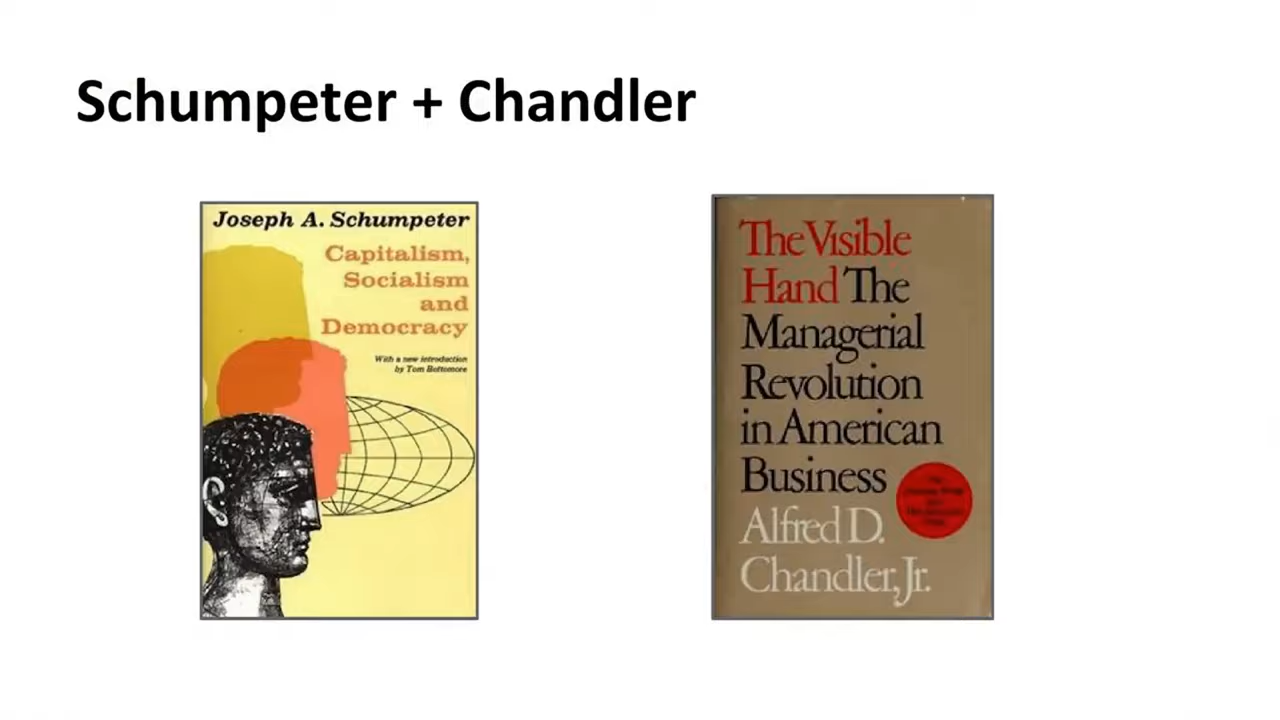 Schumpeter + Chandler
Joseph A. Schumpeter
Capitalism,
Socialism
and
Democracy
With a new introduction
by Tom Bottomore
The Visible
Hand The
Managerial
Revolution
in American
Business
Alfred D.
Chandler, Jr.